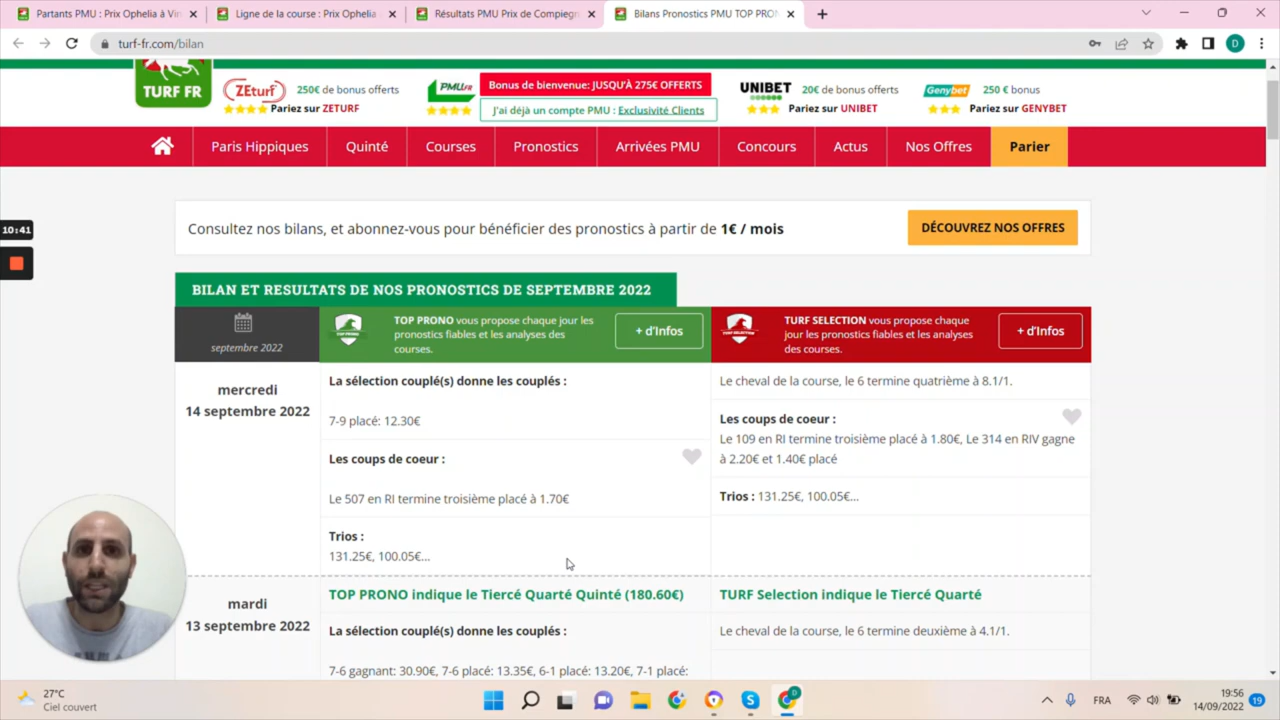 Partants PMU : Prix Ophelia à Vin
Ligne de la course : Prix Ophelia
Résultats PMU Prix de Compiegn
Bilans Pronostics PMU TOP PRON
turf-fr.com/bilan
D
TURF FR
ZEturf 250€ de bonus offerts
Pariez sur ZETURF
PMU.fr
Bonus de bienvenue: JUSQU'À 275€ OFFERTS
J'ai déjà un compte PMU : Exclusivité Clients
UNIBET 20€ de bonus offerts
Pariez sur UNIBET
Genybet 250 € bonus
Pariez sur GENYBET
Paris Hippiques Quinté Courses Pronostics Arrivées PMU Concours Actus Nos Offres Parier
10:41
Consultez nos bilans, et abonnez-vous pour bénéficier des pronostics à partir de 1€ / mois
DÉCOUVREZ NOS OFFRES
BILAN ET RESULTATS DE NOS PRONOSTICS DE SEPTEMBRE 2022
septembre 2022
TOP PRONO
TOP PRONO vous propose chaque jour les
pronostics fiables et les analyses des
courses.
+ d'Infos
TURF SELECTION
TURF SELECTION vous propose chaque
jour les pronostics fiables et les analyses
des courses.
+ d'Infos
mercredi
14 septembre 2022
La sélection couplé(s) donne les couplés :
7-9 placé: 12.30€
Les coups de coeur :
Le 507 en RI termine troisième placé à 1.70€
Trios :
131.25€, 100.05€...
Le cheval de la course, le 6 termine quatrième à 8.1/1.
Les coups de coeur :
Le 109 en RI termine troisième placé à 1.80€, Le 314 en RIV gagne
à 2.20€ et 1.40€ placé
Trios : 131.25€, 100.05€...
mardi
13 septembre 2022
TOP PRONO indique le Tiercé Quarté Quinté (180.60€)
La sélection couplé(s) donne les couplés :
7-6 gagnant: 30.90€, 7-6 placé: 13.35€, 6-1 placé: 13.20€, 7-1 placé:
TURF Selection indique le Tiercé Quarté
Le cheval de la course, le 6 termine deuxième à 4.1/1.
27°C
Ciel couvert
FRA
19:56
14/09/2022
19